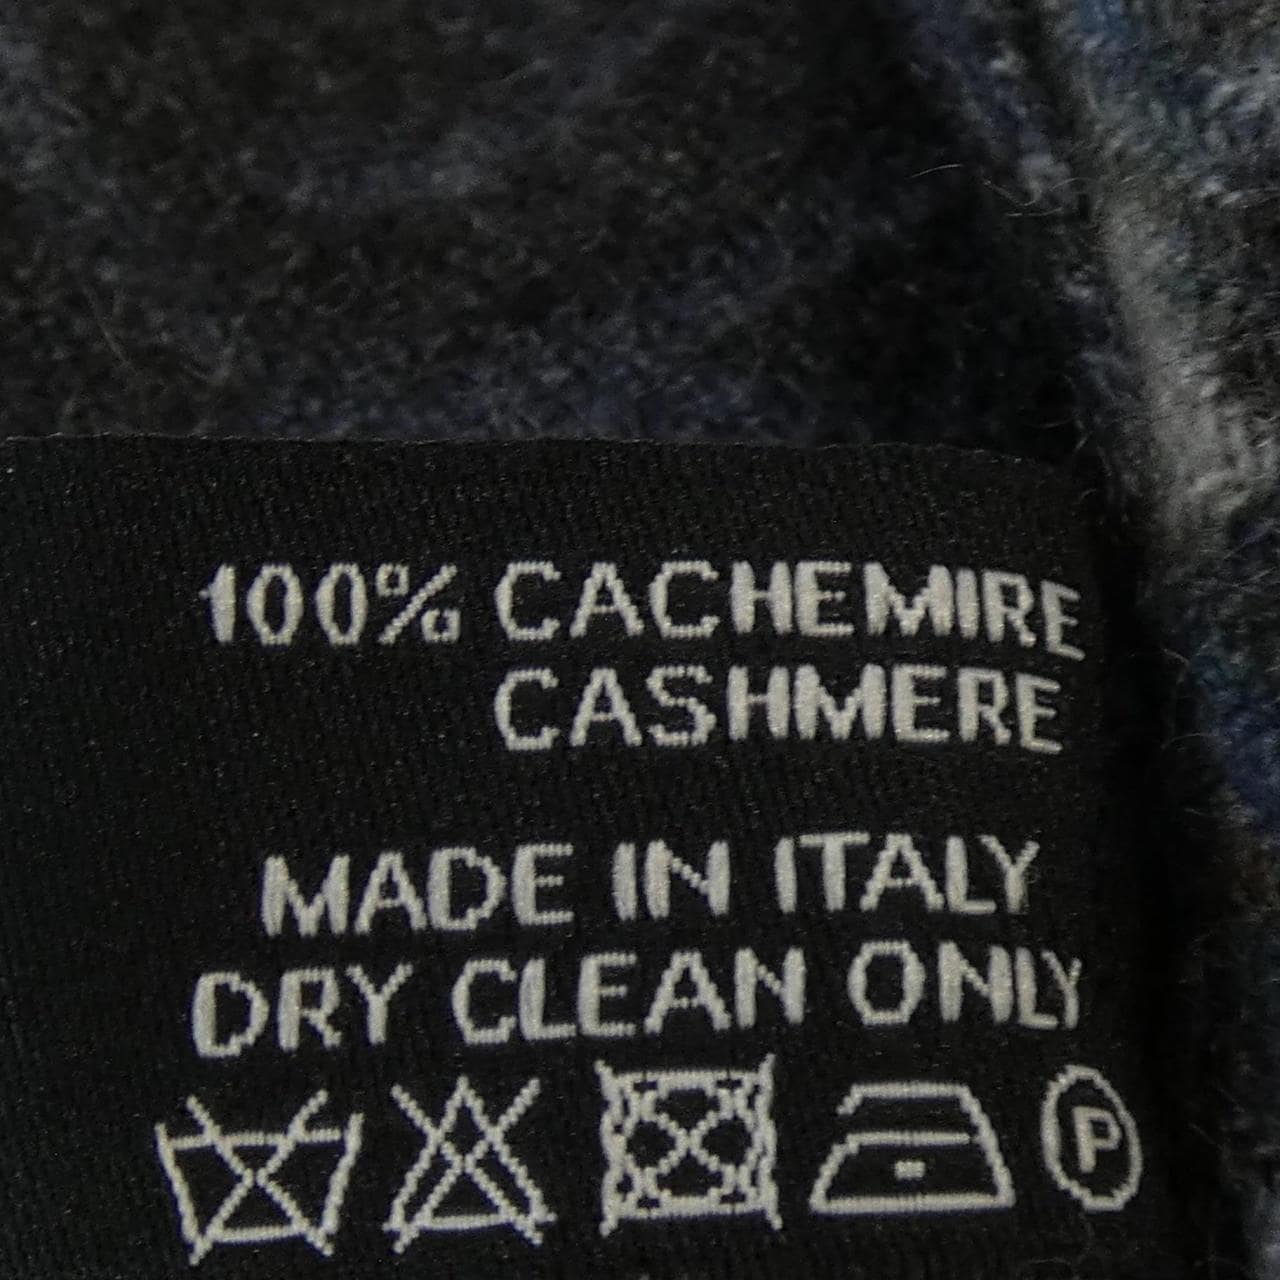 100% CACHEMIRE
CASHMERE
MADE IN ITALY
DRY CLEAN ONLY
P